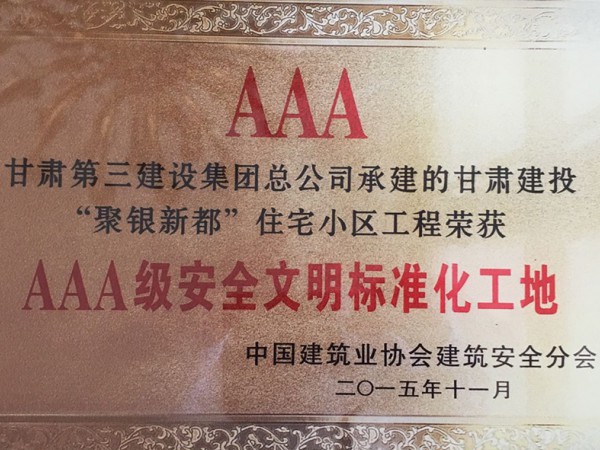 AAA
甘肃第三建设集团总公司承建的甘肃建投
“聚银新都”住宅小区工程荣获
AAA级安全文明标准化工地
中国建筑业协会建筑安全分会
二〇一五年十一月